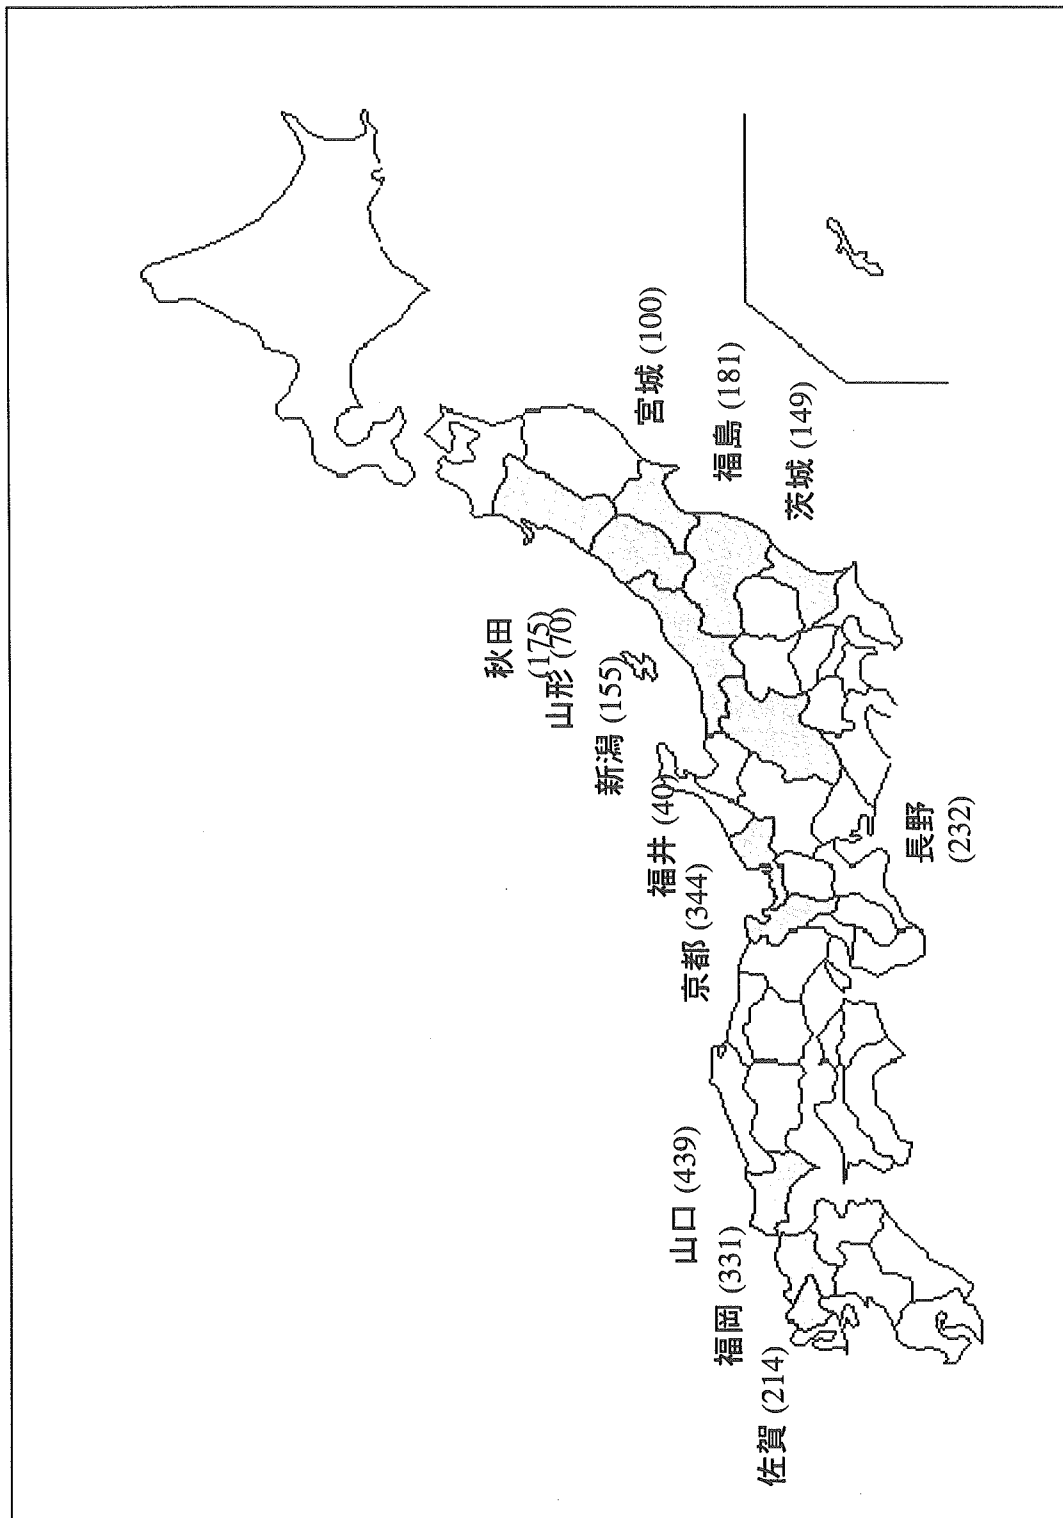 秋田
(175)
山形 (70)
新潟 (155)
福井 (40)
京都 (344)
山口 (439)
福岡 (331)
佐賀 (214)
宮城 (100)
福島 (181)
茨城 (149)
長野
(232)